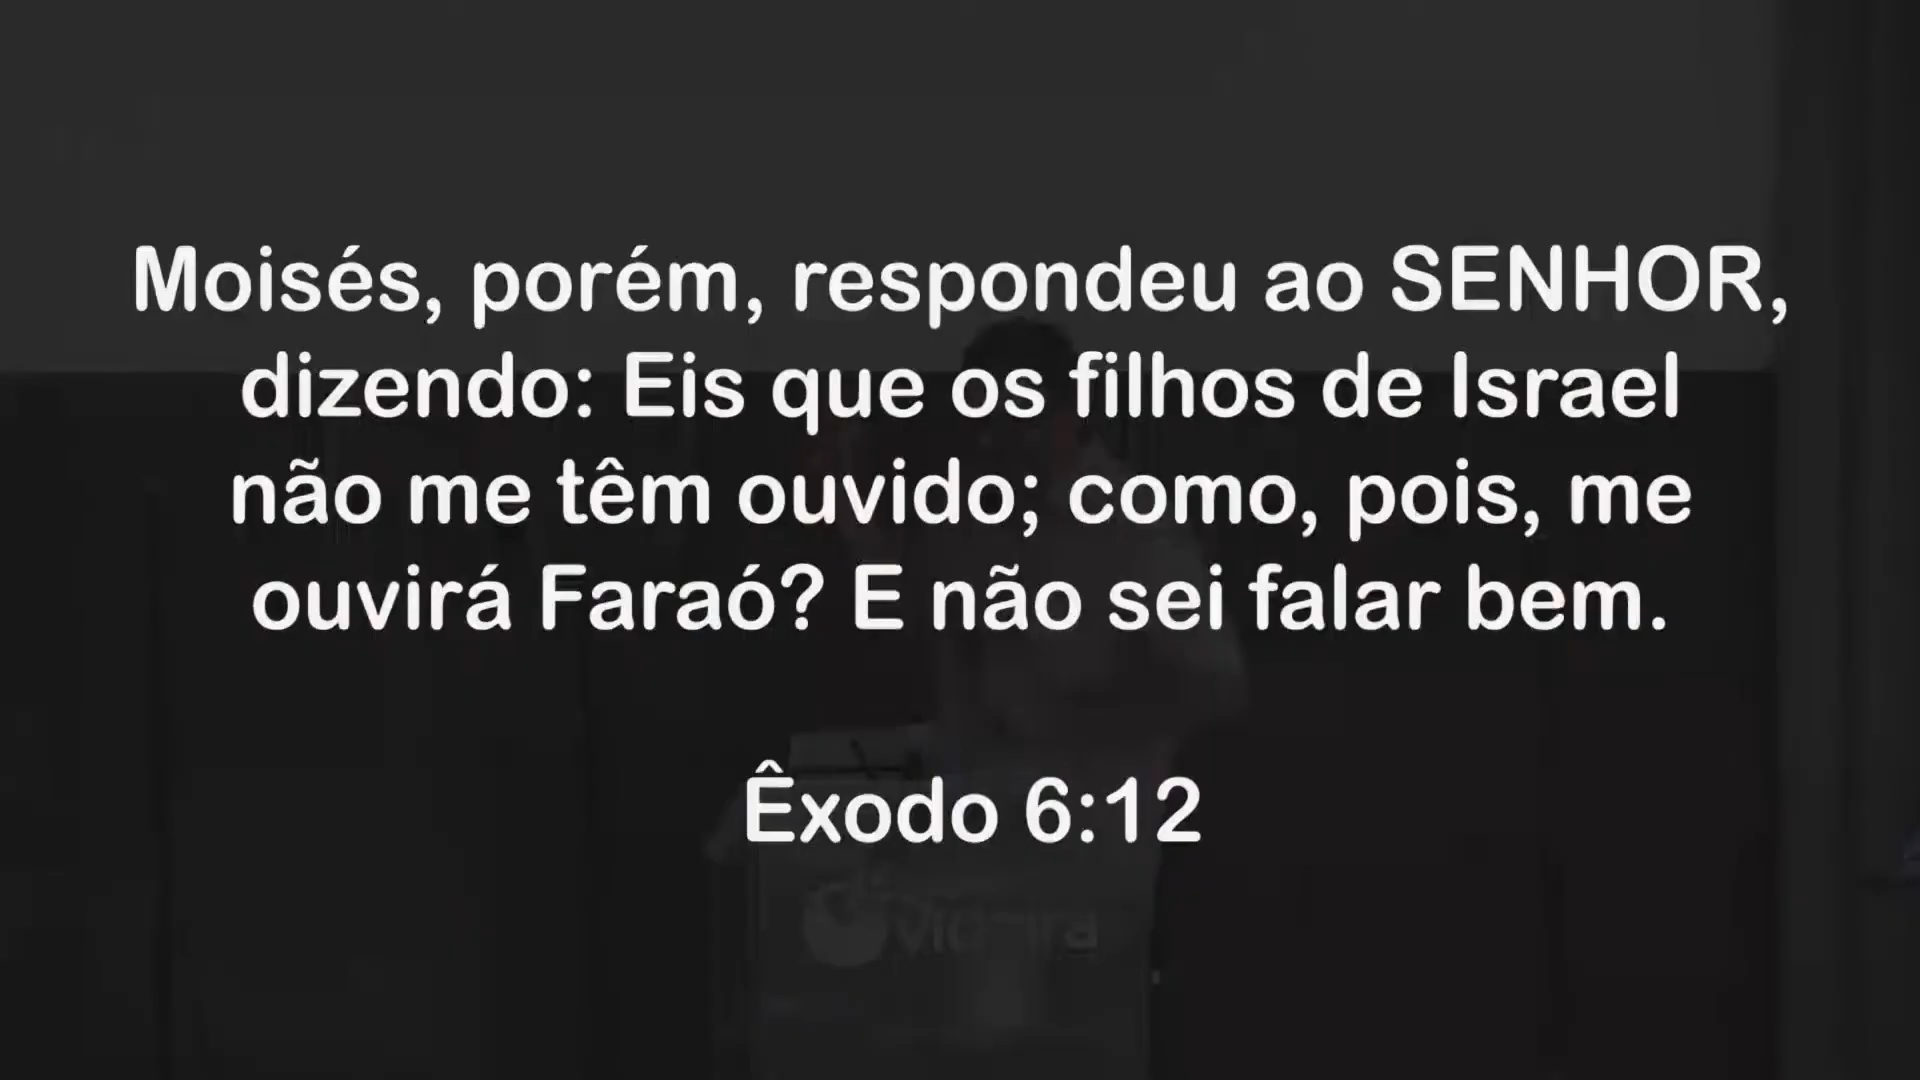 Moisés, porém, respondeu ao SENHOR,
dizendo: Eis que os filhos de Israel
não me têm ouvido; como, pois, me
ouvirá Faraó? E não sei falar bem.
Êxodo 6:12